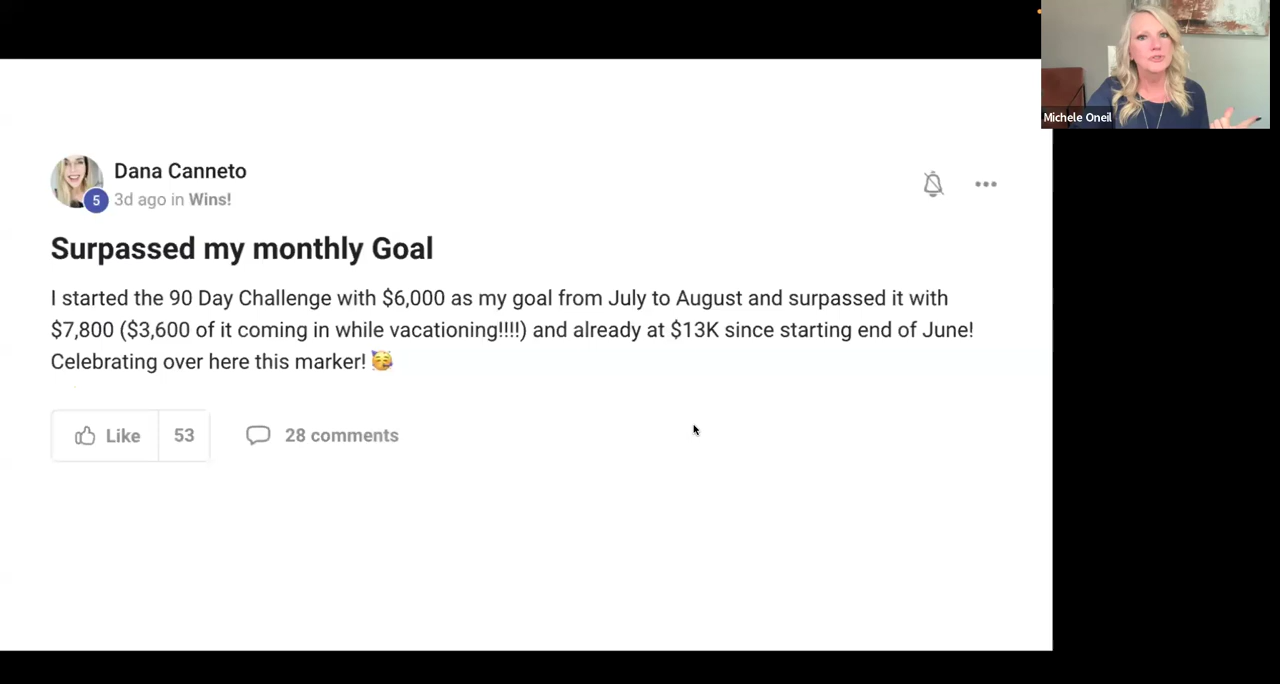 Michele Oneil
Dana Canneto
5
3d ago in Wins!
Surpassed my monthly Goal
I started the 90 Day Challenge with $6,000 as my goal from July to August and surpassed it with
$7,800 ($3,600 of it coming in while vacationing!!!!) and already at $13K since starting end of June!
Celebrating over here this marker! 🥳
Like 53 28 comments